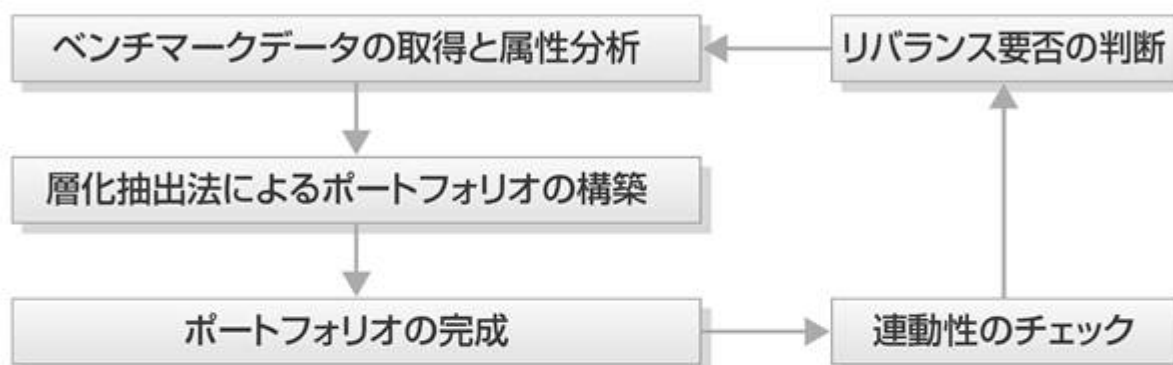 ベンチマークデータの取得と属性分析
リバランス要否の判断
層化抽出法によるポートフォリオの構築
ポートフォリオの完成
連動性のチェック